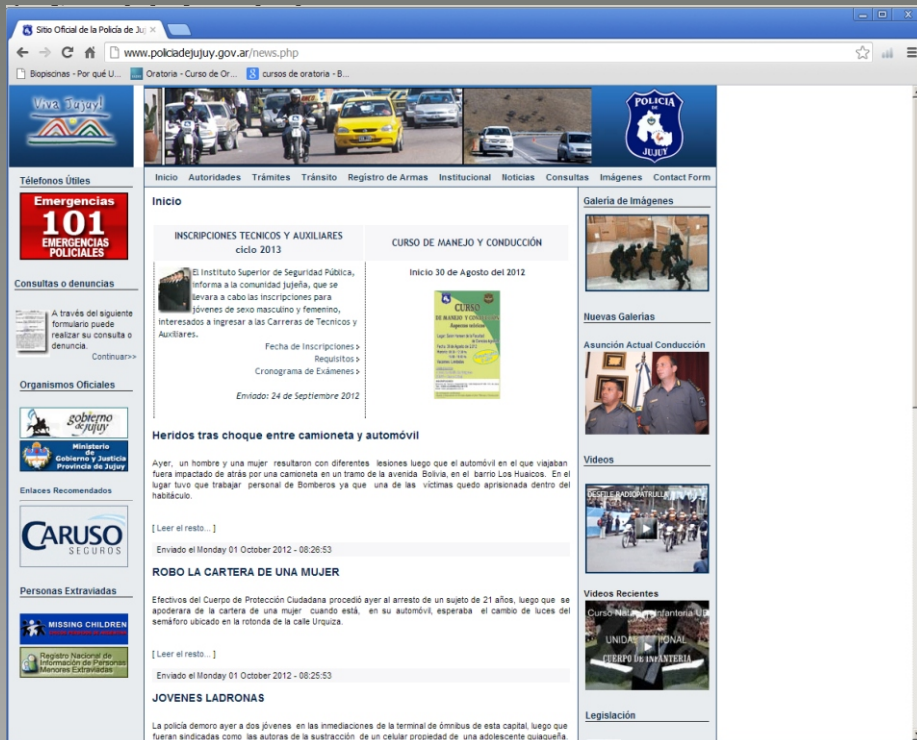 Sitio Oficial de la Policía de Juj
www.policiadejujuy.gov.ar/news.php
Biopiscinas - Por qué U...
Oratoria - Curso de Or...
cursos de oratoria - B...
Viva Jujuy!
POLICIA
DE
JUJUY
Inicio Autoridades Trámites Tránsito Registro de Armas Institucional Noticias Consultas Imágenes Contact Form
Télefonos Útiles
Emergencias
101
EMERGENCIAS
POLICIALES
Consultas o denuncias
A través del siguiente
formulario puede
realizar su consulta o
denuncia.
Continuar>>
Organismos Oficiales
gobierno
de jujuy
Ministerio
de
Gobierno y Justicia
Provincia de Jujuy
Enlaces Recomendados
CARUSO
SEGUROS
Personas Extraviadas
MISSING CHILDREN
Registro Nacional de
Información de Personas
Menores Extraviadas
Inicio
INSCRIPCIONES TECNICOS Y AUXILIARES
ciclo 2013
El Instituto Superior de Seguridad Pública,
informa a la comunidad jujeña, que se
llevara a cabo las inscripciones para
jóvenes de sexo masculino y femenino,
interesados a ingresar a las Carreras de Tecnicos y
Auxiliares.
Fecha de Inscripciones >
Requisitos >
Cronograma de Exámenes >
Enviado: 24 de Septiembre 2012
CURSO DE MANEJO Y CONDUCCIÓN
Inicio 30 de Agosto del 2012
CURSO
DE MANEJO Y CONDUCCION
Heridos tras choque entre camioneta y automóvil
Ayer, un hombre y una mujer resultaron con diferentes lesiones luego que el automóvil en el que viajaban
fuera impactado de atrás por una camioneta en un tramo de la avenida Bolivia, en el barrio Los Huaicos. En el
lugar tuvo que trabajar personal de Bomberos ya que una de las víctimas quedo aprisionada dentro del
habitáculo.
[ Leer el resto... ]
Enviado el Monday 01 October 2012 - 08:26:53
ROBO LA CARTERA DE UNA MUJER
Efectivos del Cuerpo de Protección Ciudadana procedió ayer al arresto de un sujeto de 21 años, luego que se
apoderara de la cartera de una mujer cuando está, en su automóvil, esperaba el cambio de luces del
semáforo ubicado en la rotonda de la calle Urquiza.
[ Leer el resto... ]
Enviado el Monday 01 October 2012 - 08:25:53
JOVENES LADRONAS
La policía demoro ayer a dos jóvenes en las inmediaciones de la terminal de ómnibus de esta capital, luego que
fueran sindicadas como las autoras de la sustracción de un celular propiedad de una adolescente quiaqueña.
Galería de Imágenes
Nuevas Galerías
Asunción Actual Conducción
Videos
DESFILE RADIOPATRULLA
Videos Recientes
Curso Nata Infanteria U
UNIDA IONAL
CUERPO DE INFANTERIA
Legislación